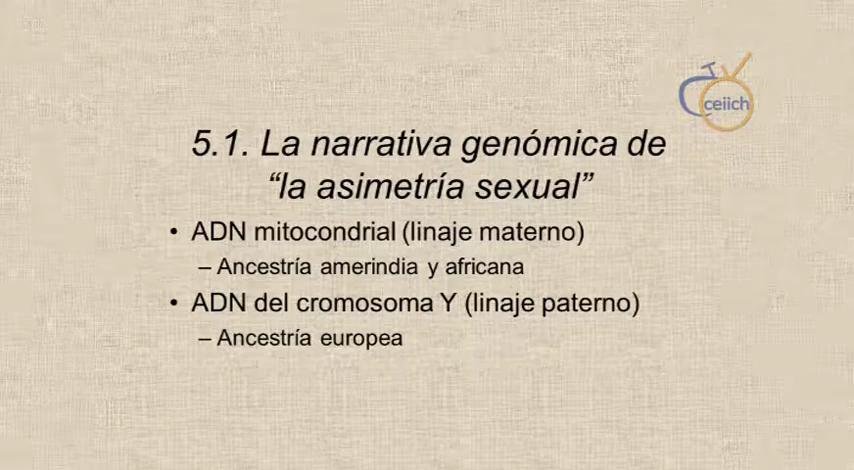 TV
ceiich
5.1. La narrativa genómica de
“la asimetría sexual”
• ADN mitocondrial (linaje materno)
– Ancestría amerindia y africana
• ADN del cromosoma Y (linaje paterno)
– Ancestría europea